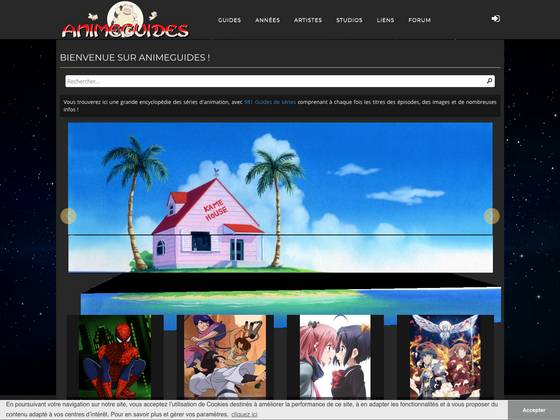 ANIMEGUIDES
GUIDES ANNÉES ARTISTES STUDIOS LIENS FORUM
BIENVENUE SUR ANIMEGUIDES !
Rechercher...
Vous trouverez ici une grande encyclopédie des séries d'animation, avec 981 Guides de séries comprenant à chaque fois les titres des épisodes, des images et de nombreuses
infos !
KAME
HOUSE
En poursuivant votre navigation sur notre site, vous acceptez l'utilisation de Cookies destinés à améliorer la performance de ce site, à en adapter les fonctionnalités et à vous proposer du
contenu adapté à vos centres d'intérêt. Pour en savoir plus et gérer vos paramètres, cliquez ici
Accepter